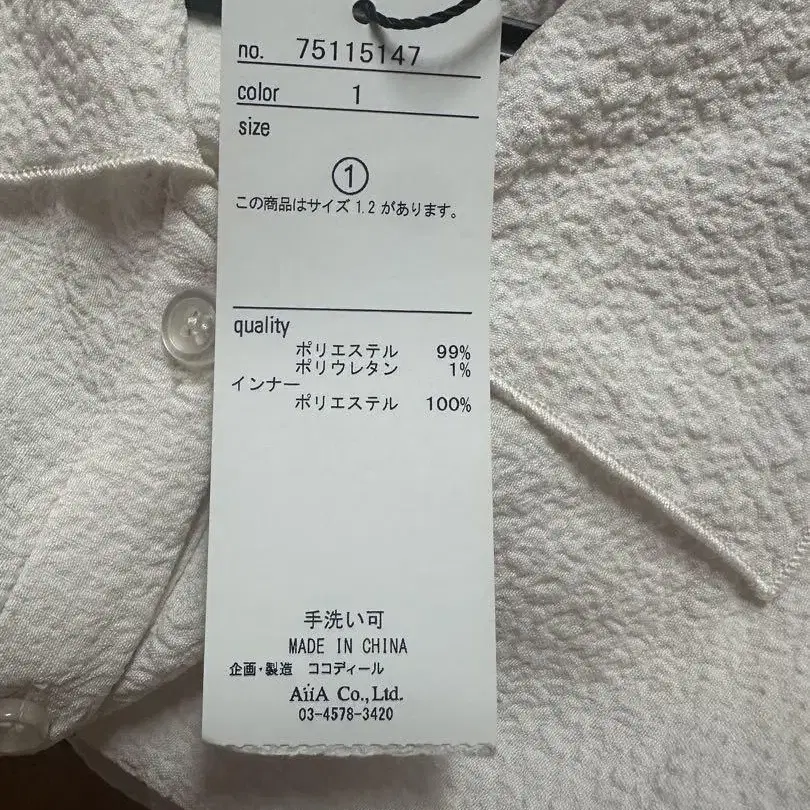 no. 75115147
color 1
size
①
この商品はサイズ 1.2 があります。
quality
ポリエステル 99%
ポリウレタン 1%
インナー
ポリエステル 100%
手洗い可
MADE IN CHINA
企画・製造 ココディール
AiiA Co., Ltd.
03-4578-3420